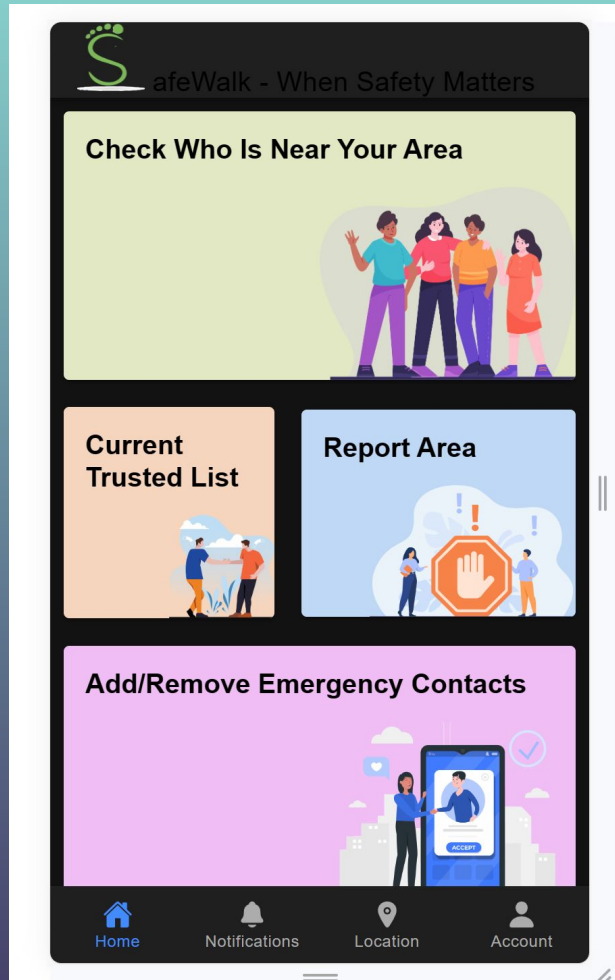 SafeWalk - When Safety Matters
Check Who Is Near Your Area
Current
Trusted List
Report Area
Add/Remove Emergency Contacts
ACCEPT
Home
Notifications
Location
Account